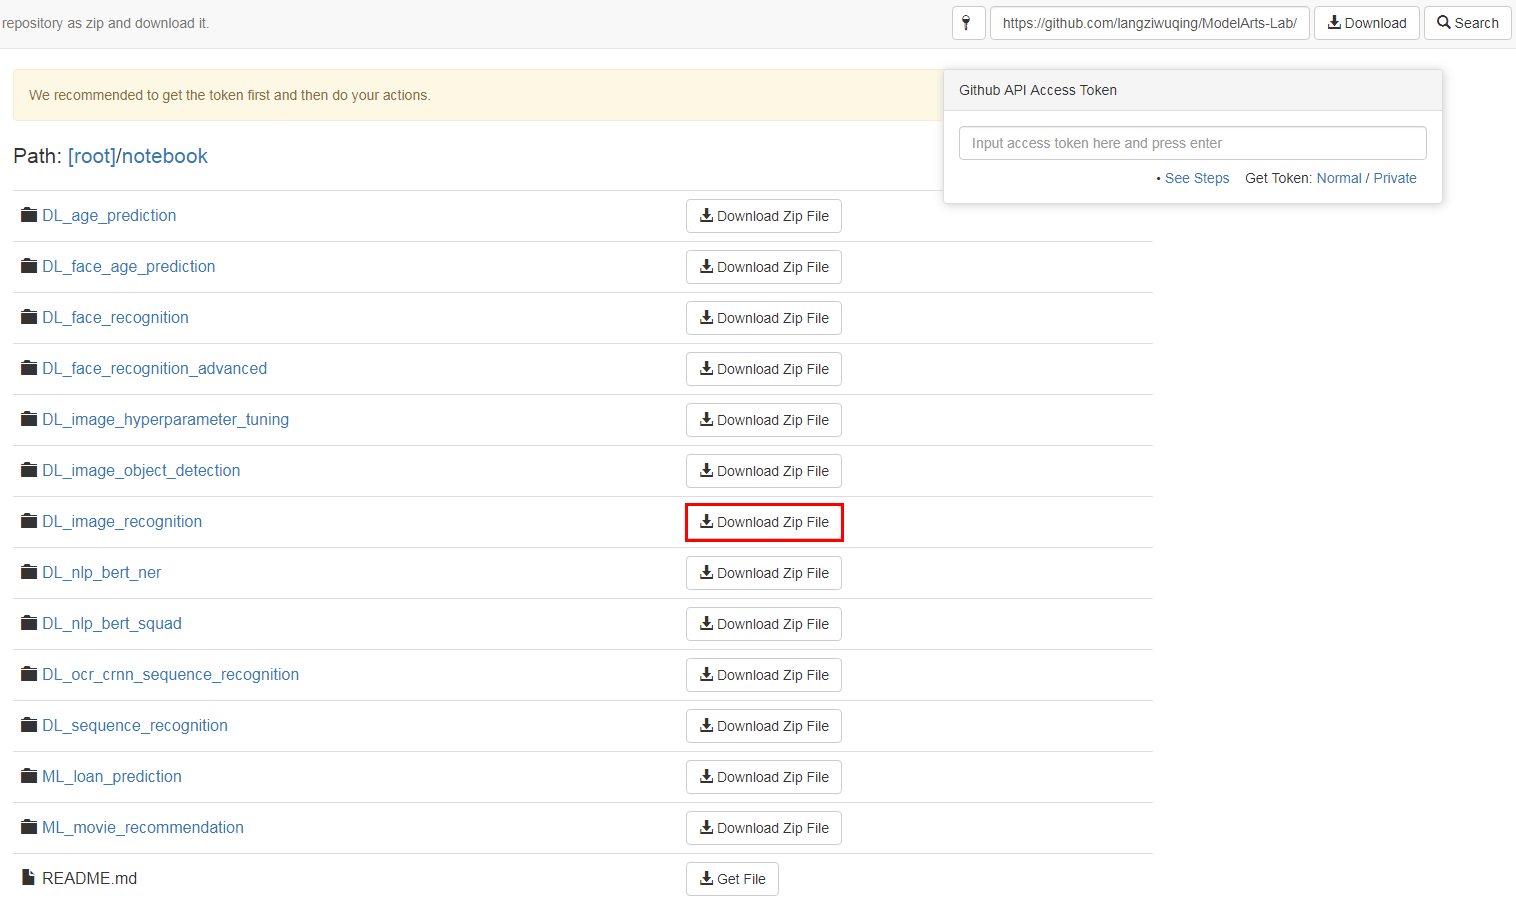 repository as zip and download it.
https://github.com/langziwuqing/ModelArts-Lab/
Download
Search
We recommended to get the token first and then do your actions.
Github API Access Token
Input access token here and press enter
• See Steps Get Token: Normal / Private
Path: [root]/notebook
DL_age_prediction Download Zip File
DL_face_age_prediction Download Zip File
DL_face_recognition Download Zip File
DL_face_recognition_advanced Download Zip File
DL_image_hyperparameter_tuning Download Zip File
DL_image_object_detection Download Zip File
DL_image_recognition Download Zip File
DL_nlp_bert_ner Download Zip File
DL_nlp_bert_squad Download Zip File
DL_ocr_crnn_sequence_recognition Download Zip File
DL_sequence_recognition Download Zip File
ML_loan_prediction Download Zip File
ML_movie_recommendation Download Zip File
README.md Get File